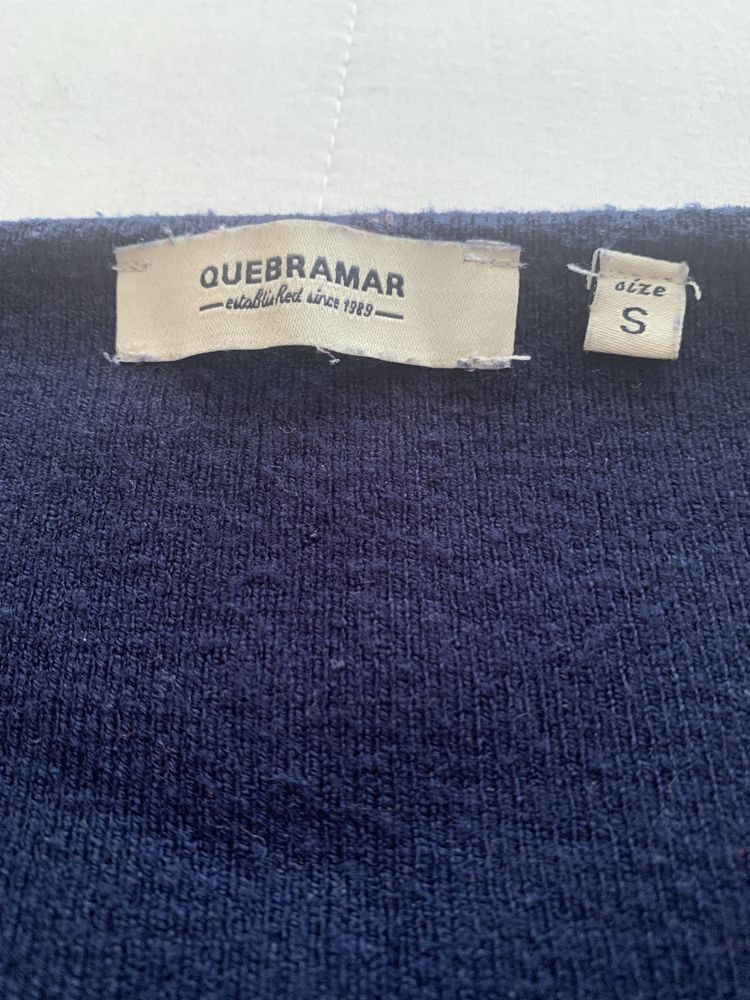 QUEBRAMAR
established since 1989
size
S